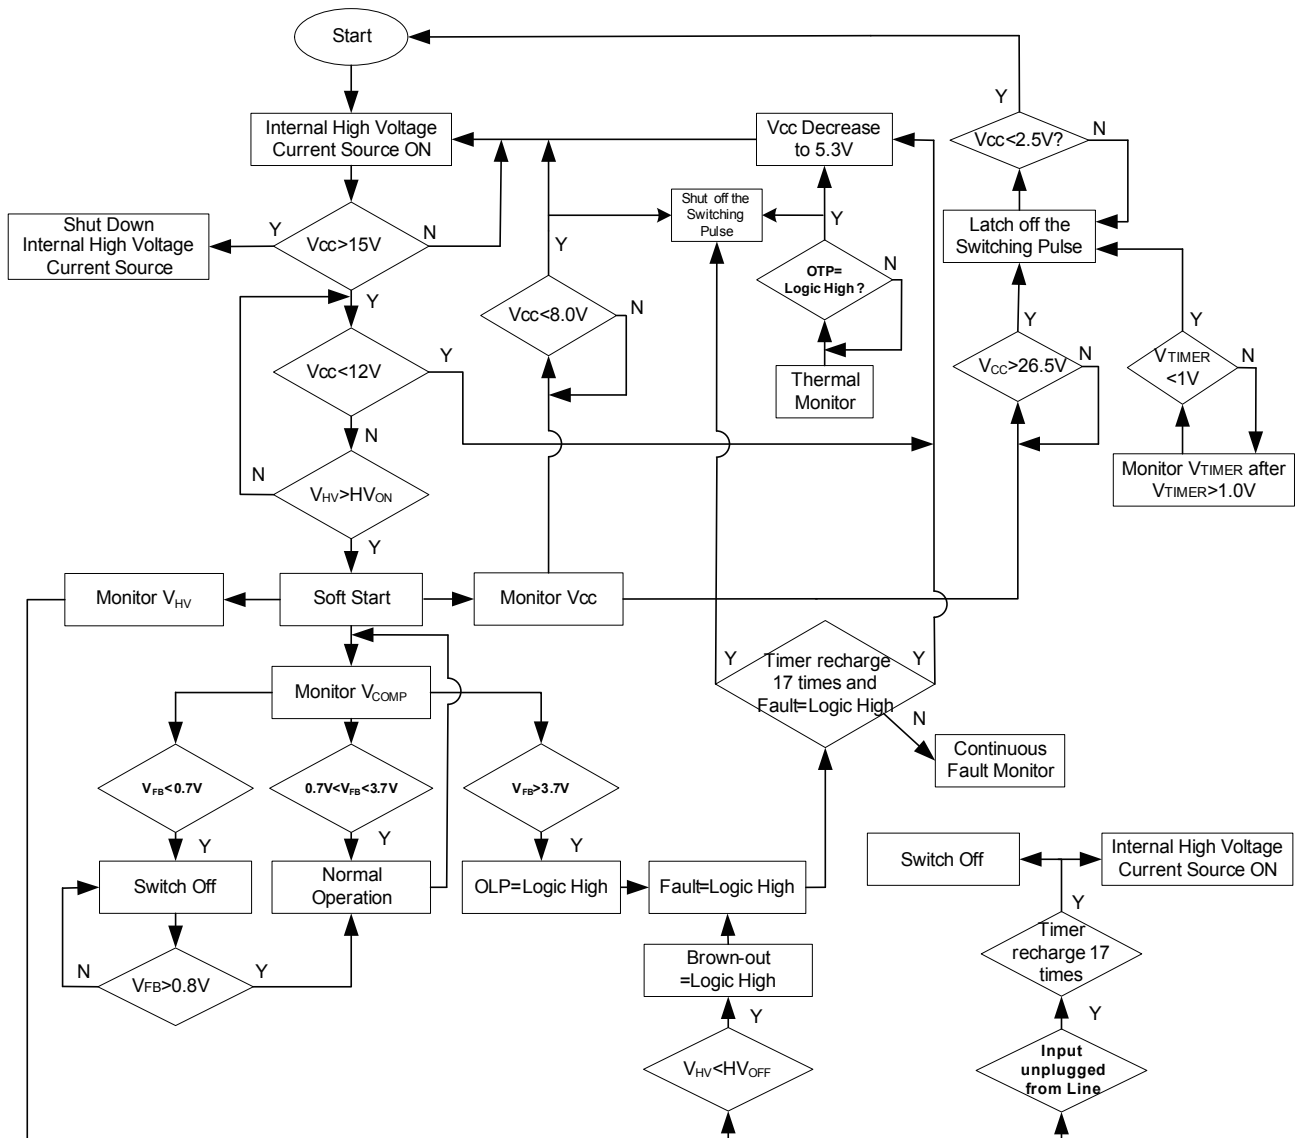 Start
Internal High Voltage
Current Source ON
Vcc Decrease
to 5.3V
Y
Vcc<2.5V?
N
Shut Down
Internal High Voltage
Current Source
Y
Vcc>15V
N
Shut off the
Switching
Pulse
Y
Latch off the
Switching Pulse
Y
Y
OTP=
Logic High ?
N
Vcc<8.0V
N
Y
Y
Vcc<12V
Y
Thermal
Monitor
VCC>26.5V
N
VTIMER
<1V
N
N
N
VHV>HVON
Y
Monitor VTIMER after
VTIMER>1.0V
Monitor VHV
Soft Start
Monitor Vcc
Monitor VCOMP
Y
Timer recharge
17 times and
Fault=Logic High
Y
N
Continuous
Fault Monitor
VFB<0.7V
0.7V<VFB<3.7V
VFB>3.7V
Y
Y
Y
Switch Off
Normal
Operation
OLP=Logic High
Fault=Logic High
Switch Off
Internal High Voltage
Current Source ON
Y
N
VFB>0.8V
Y
Brown-out
=Logic High
Timer
recharge 17
times
Y
Y
VHV<HVOFF
Input
unplugged
from Line